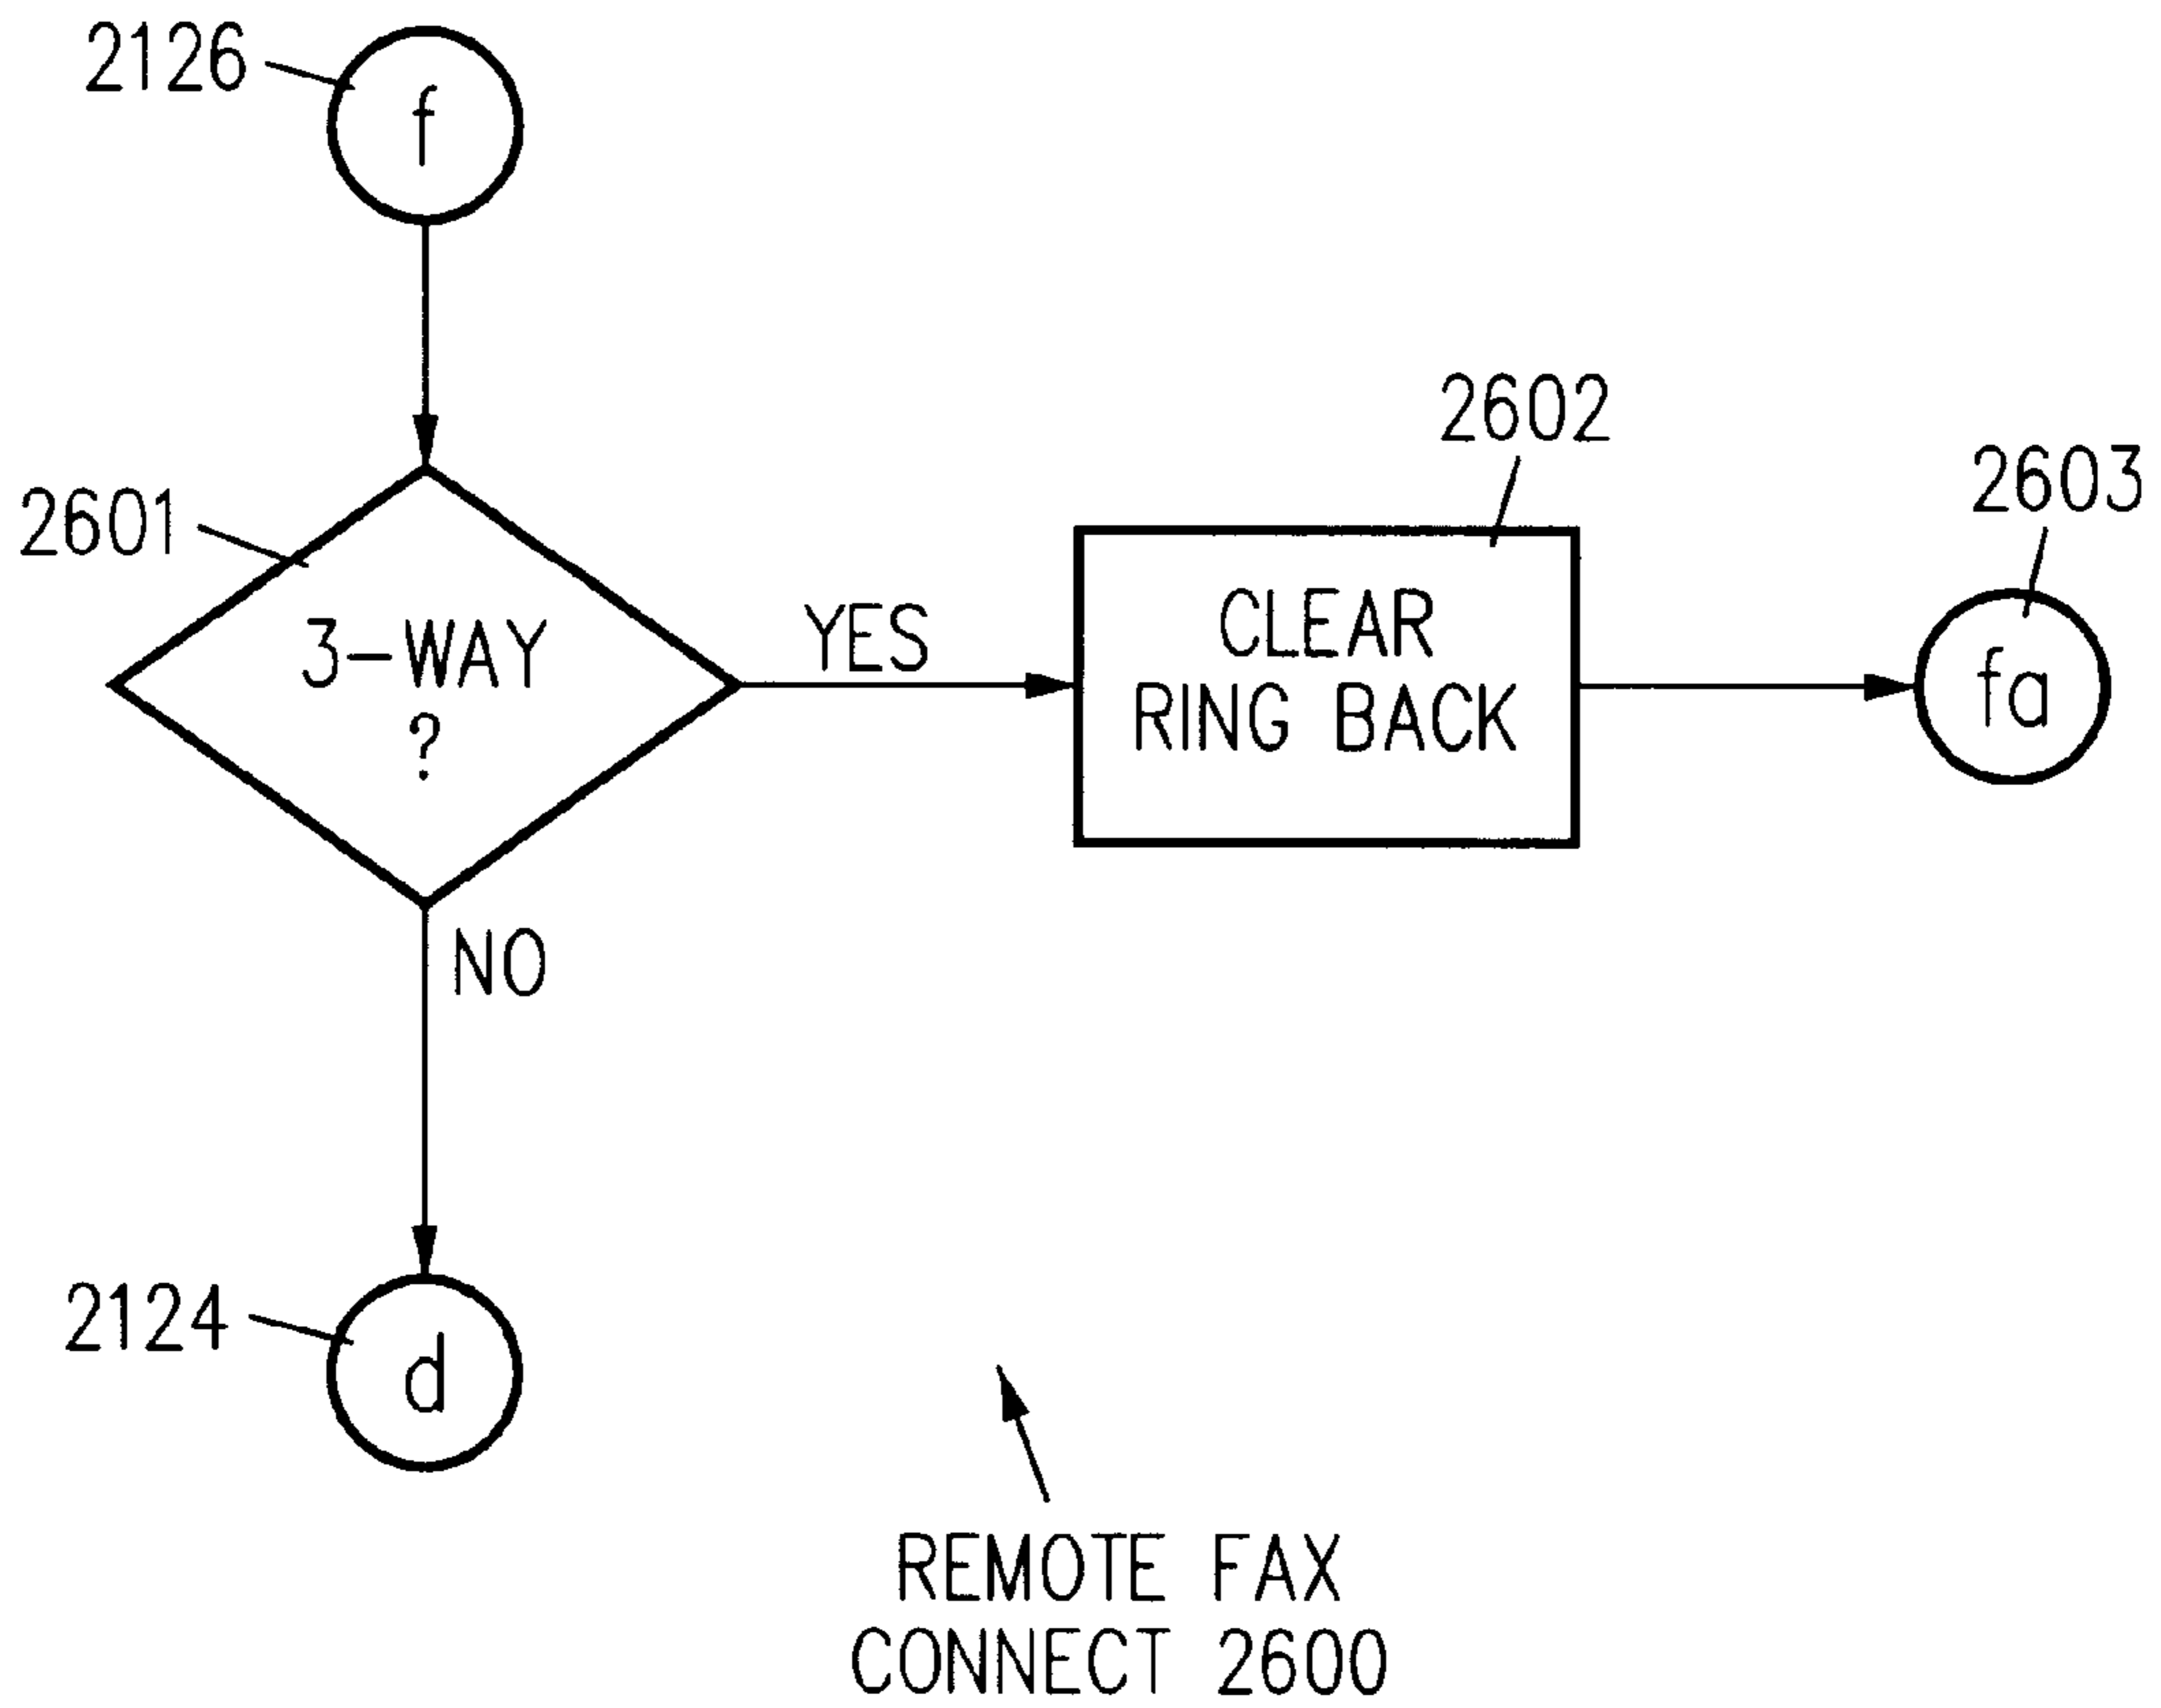 2126
f
2601
3-WAY
?
YES
2602
CLEAR
RING BACK
2603
fa
NO
2124
d
REMOTE FAX
CONNECT 2600